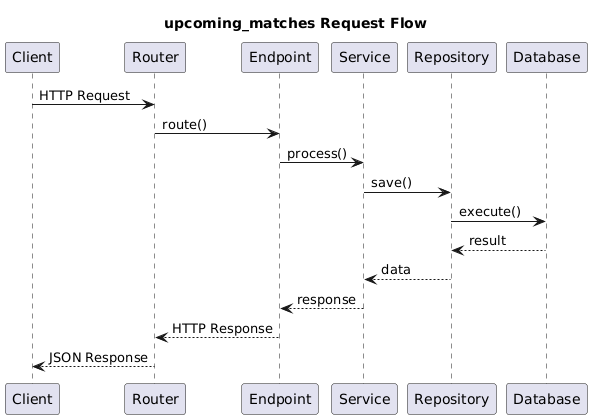 upcoming_matches Request Flow
Client Router Endpoint Service Repository Database
HTTP Request
route()
process()
save()
execute()
result
data
response
HTTP Response
JSON Response
Client Router Endpoint Service Repository Database